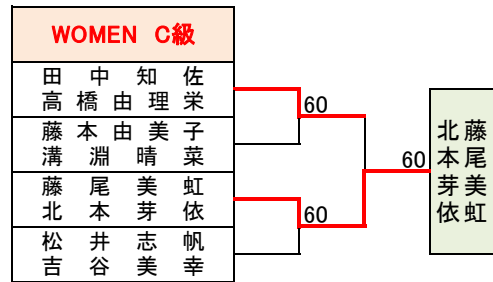 WOMEN C級
田中知佐
高橋由理栄
藤本由美子
溝淵晴菜
藤尾美虹
北本芽依
松井志帆
吉谷美幸
60
60
60
藤尾美虹
北本芽依